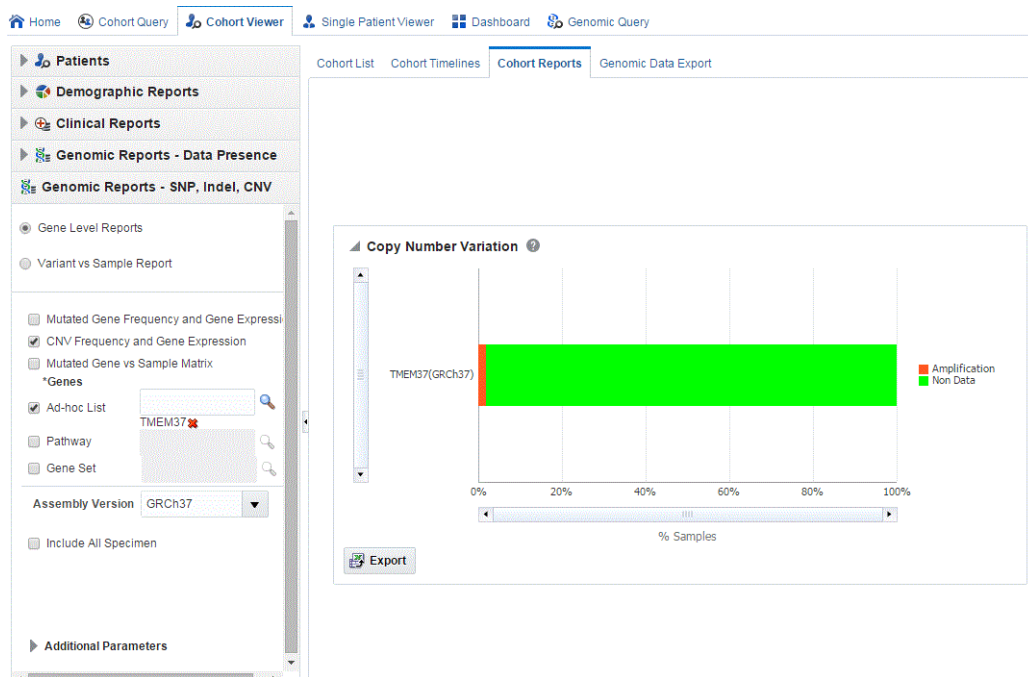 Home Cohort Query Cohort Viewer Single Patient Viewer Dashboard Genomic Query
Patients
Demographic Reports
Clinical Reports
Genomic Reports - Data Presence
Genomic Reports - SNP, Indel, CNV
Gene Level Reports
Variant vs Sample Report
Mutated Gene Frequency and Gene Expressi
CNV Frequency and Gene Expression
Mutated Gene vs Sample Matrix
*Genes
Ad-hoc List
TMEM37
Pathway
Gene Set
Assembly Version GRCh37
Include All Specimen
Additional Parameters
Cohort List Cohort Timelines Cohort Reports Genomic Data Export
Copy Number Variation ?
TMEM37(GRCh37)
Amplification
Non Data
0% 20% 40% 60% 80% 100%
% Samples
Export